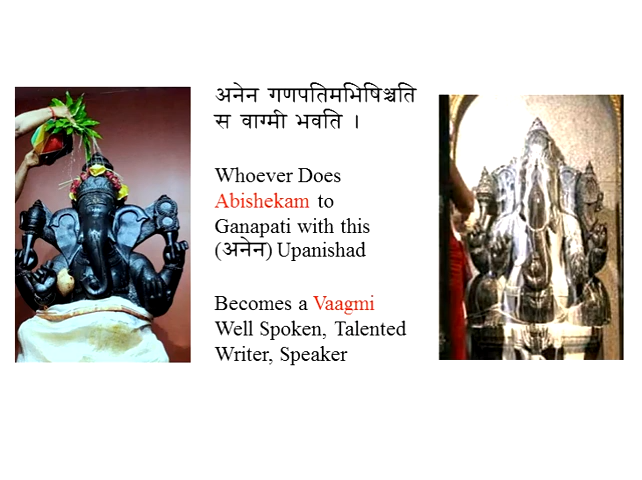 अनेन गणपतिमभिषिञ्चति
स वाग्मी भवति ।
Whoever Does
Abishekam to
Ganapati with this
(अनेन) Upanishad
Becomes a Vaagmi
Well Spoken, Talented
Writer, Speaker